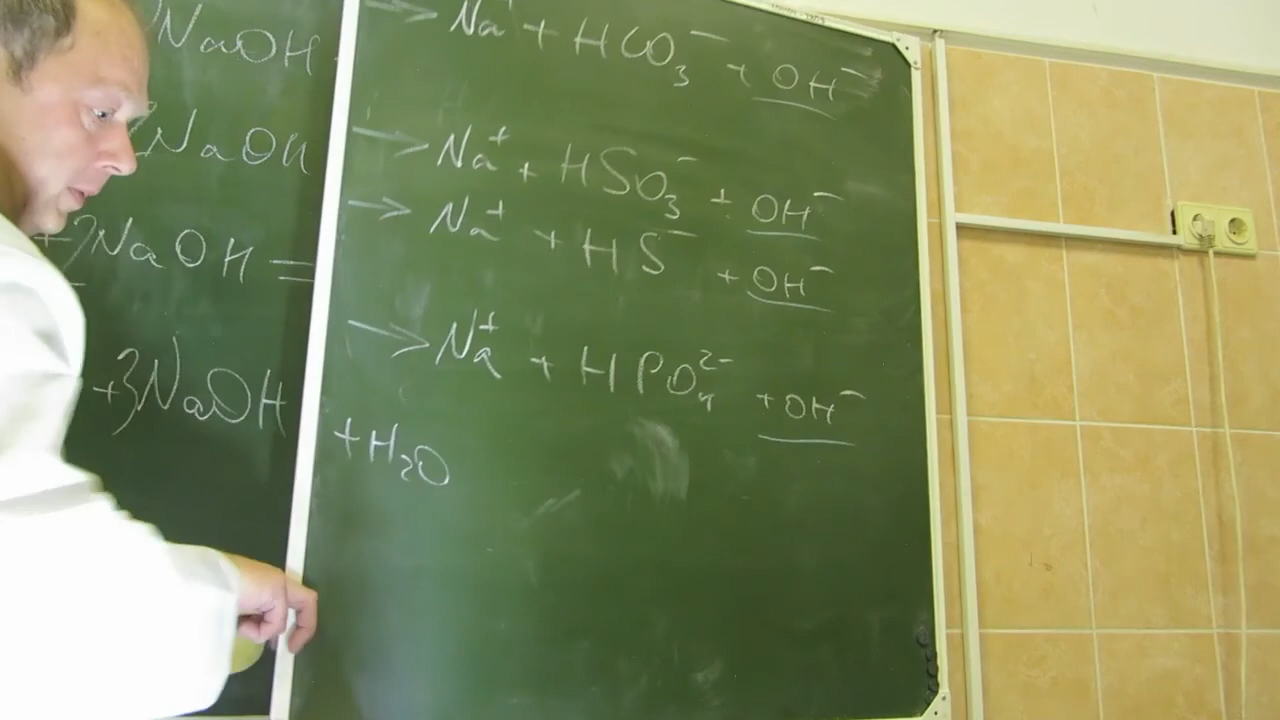 NaOH
→ Na⁺ + HCO₃⁻ + OH⁻
NaOH
→ Na⁺ + HSO₃⁻ + OH⁻
→ Na⁺ + HS⁻ + OH⁻
+2NaOH =
→ Na⁺ + HPO₄²⁻ + OH⁻
+3NaOH
+H₂O